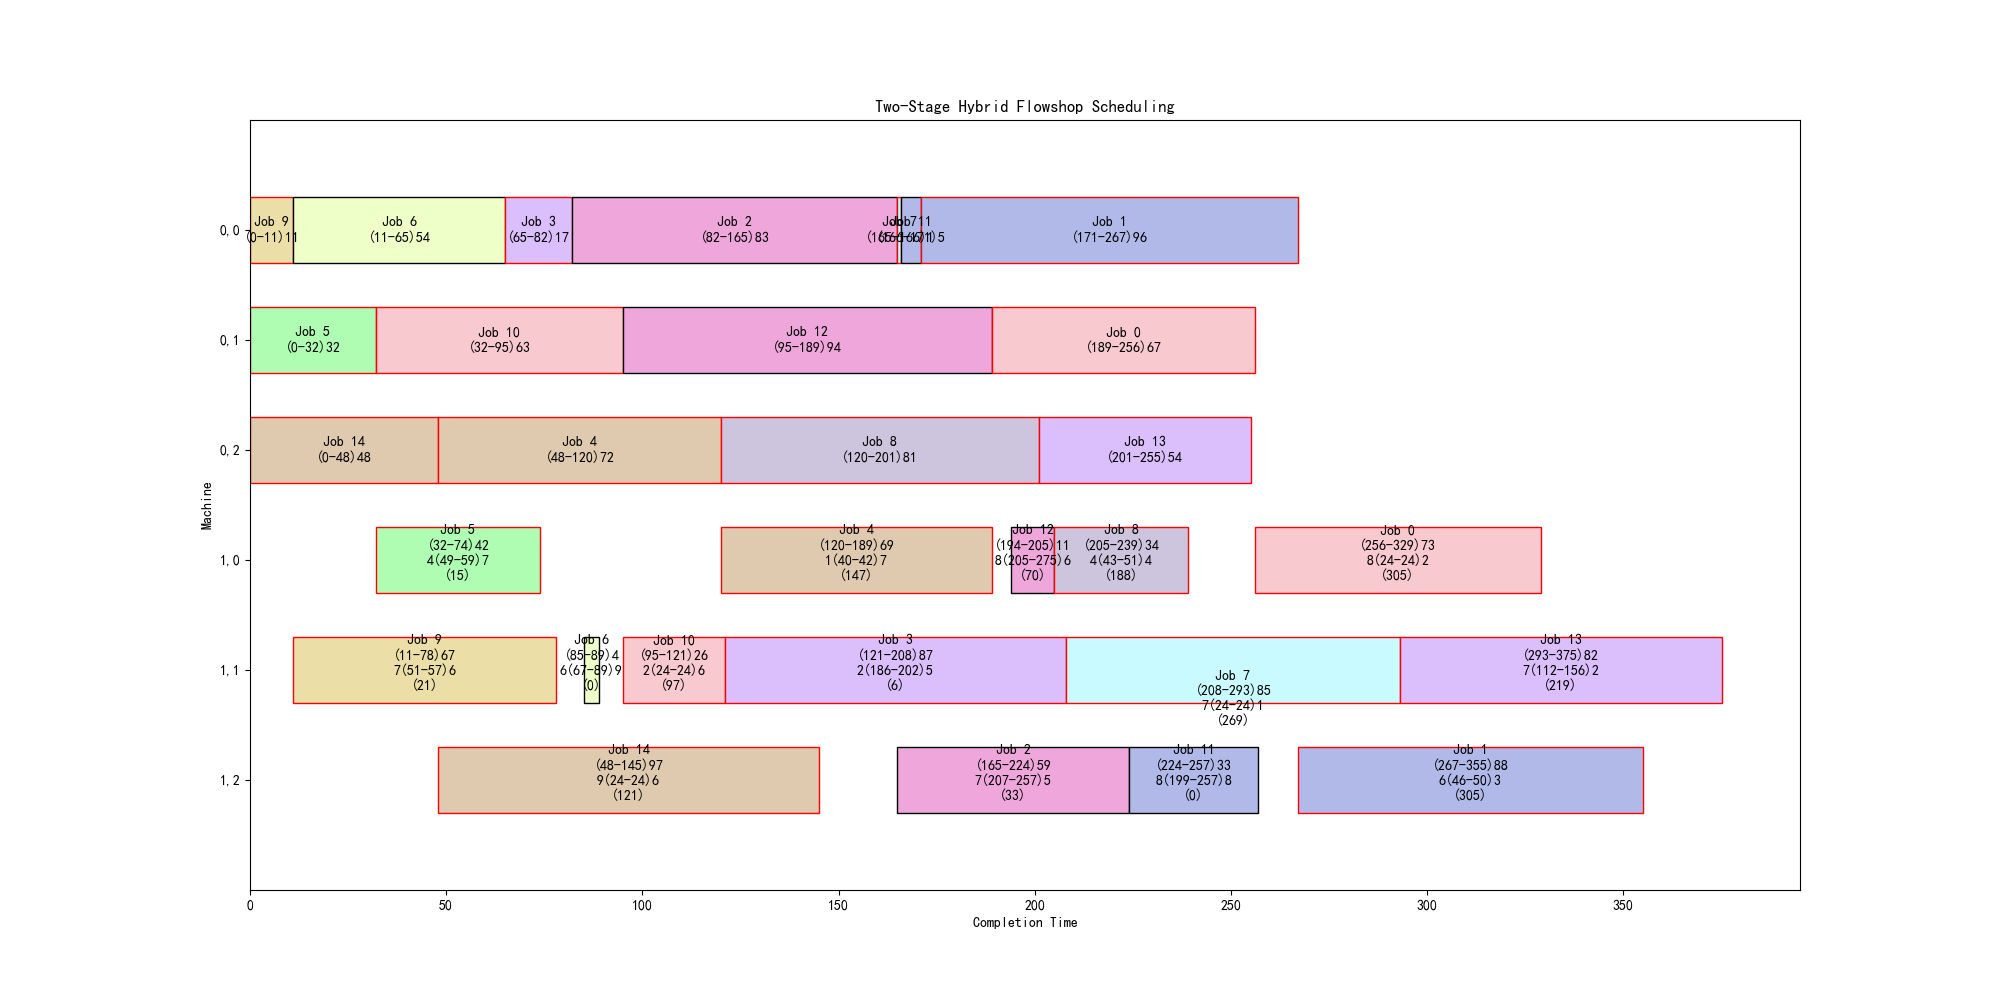 Two-Stage Hybrid Flowshop Scheduling
0,0
Job 9
(0-11)11
Job 6
(11-65)54
Job 3
(65-82)17
Job 2
(82-165)83
Job 7
(165-166)1
Job 11
(166-171)5
Job 1
(171-267)96
0,1
Job 5
(0-32)32
Job 10
(32-95)63
Job 12
(95-189)94
Job 0
(189-256)67
0,2
Job 14
(0-48)48
Job 4
(48-120)72
Job 8
(120-201)81
Job 13
(201-255)54
Machine
1,0
Job 5
(32-74)42
4(49-59)7
(15)
Job 4
(120-189)69
1(40-42)7
(147)
Job 12
(194-205)11
8(205-275)6
(70)
Job 8
(205-239)34
4(43-51)4
(188)
Job 0
(256-329)73
8(24-24)2
(305)
1,1
Job 9
(11-78)67
7(51-57)6
(21)
Job 6
(85-89)4
6(67-89)9
(0)
Job 10
(95-121)26
2(24-24)6
(97)
Job 3
(121-208)87
2(186-202)5
(6)
Job 7
(208-293)85
7(24-24)1
(269)
Job 13
(293-375)82
7(112-156)2
(219)
1,2
Job 14
(48-145)97
9(24-24)6
(121)
Job 2
(165-224)59
7(207-257)5
(33)
Job 11
(224-257)33
8(199-257)8
(0)
Job 1
(267-355)88
6(46-50)3
(305)
0
50
100
150
200
250
300
350
Completion Time